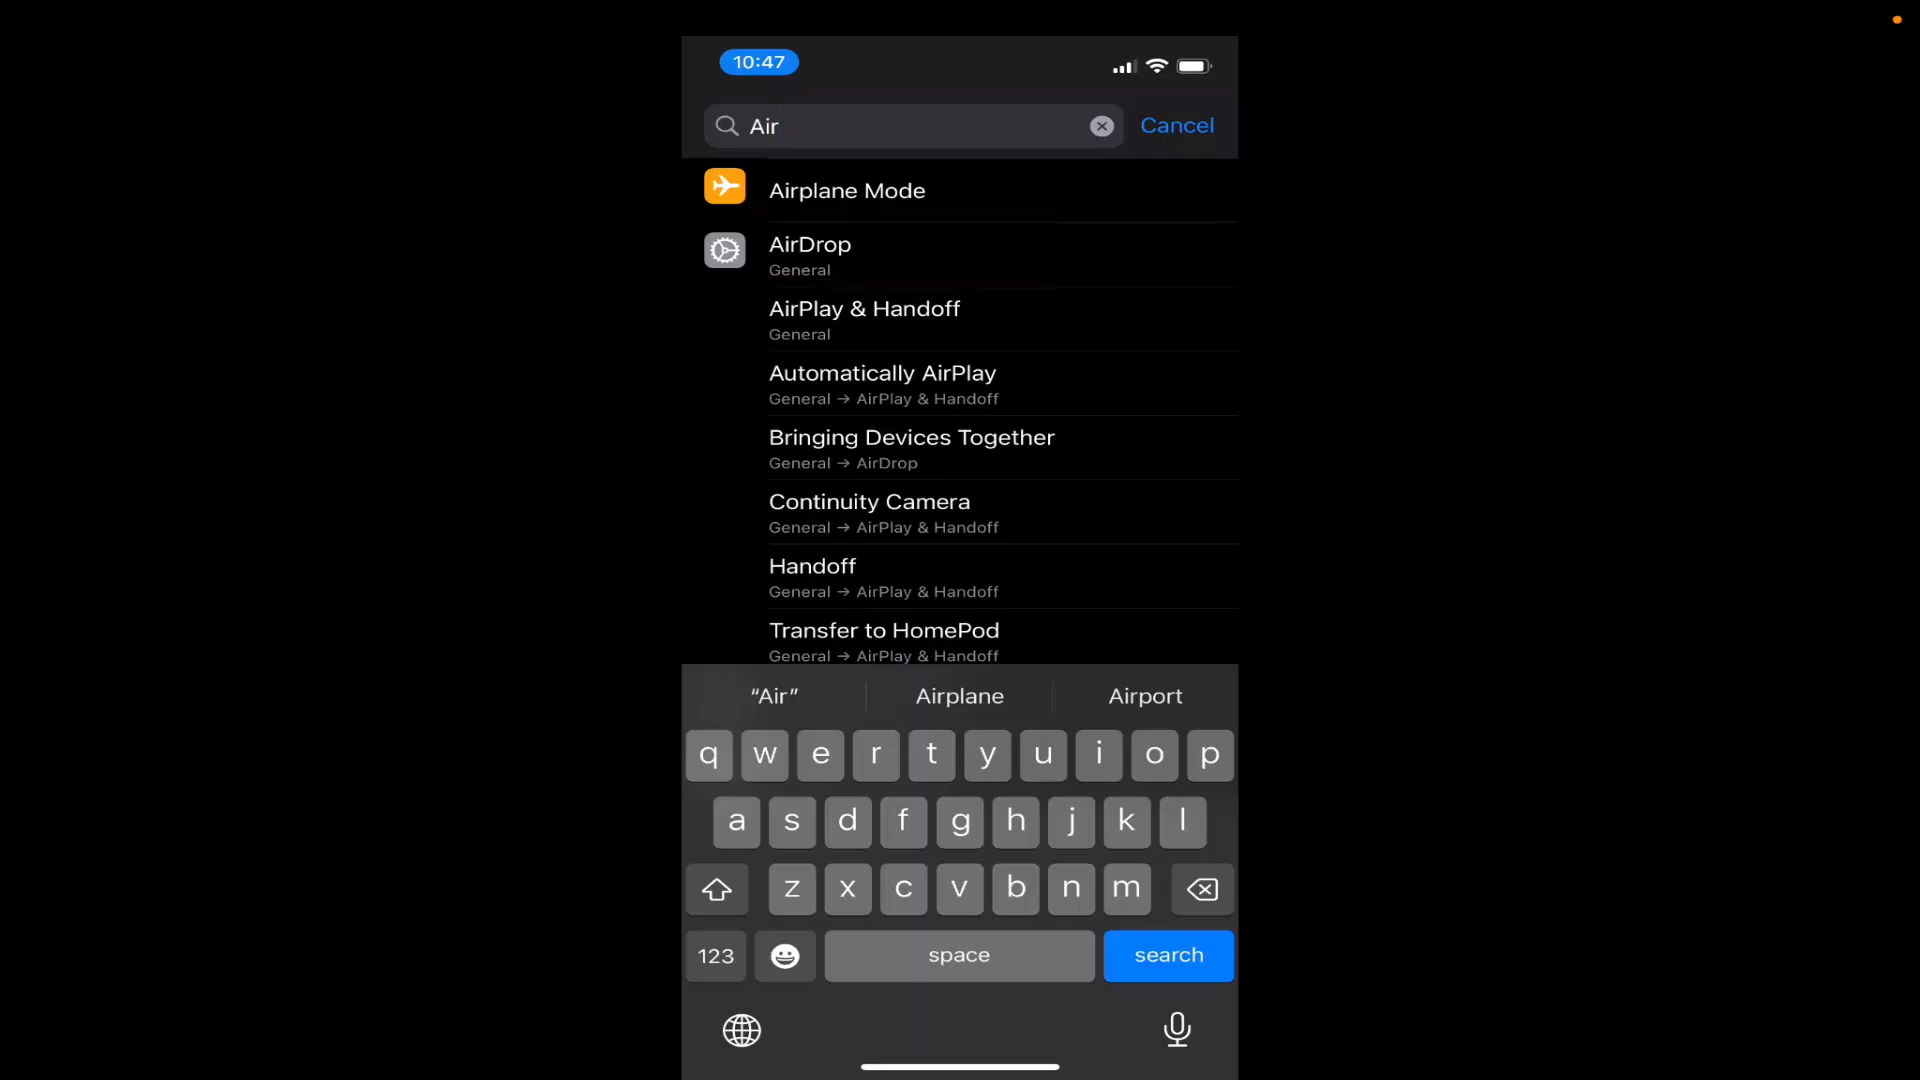 10:47
Air
Cancel
Airplane Mode
AirDrop
General
AirPlay & Handoff
General
Automatically AirPlay
General → AirPlay & Handoff
Bringing Devices Together
General → AirDrop
Continuity Camera
General → AirPlay & Handoff
Handoff
General → AirPlay & Handoff
Transfer to HomePod
General → AirPlay & Handoff
“Air” Airplane Airport
q w e r t y u i o p
a s d f g h j k l
z x c v b n m
123 space search